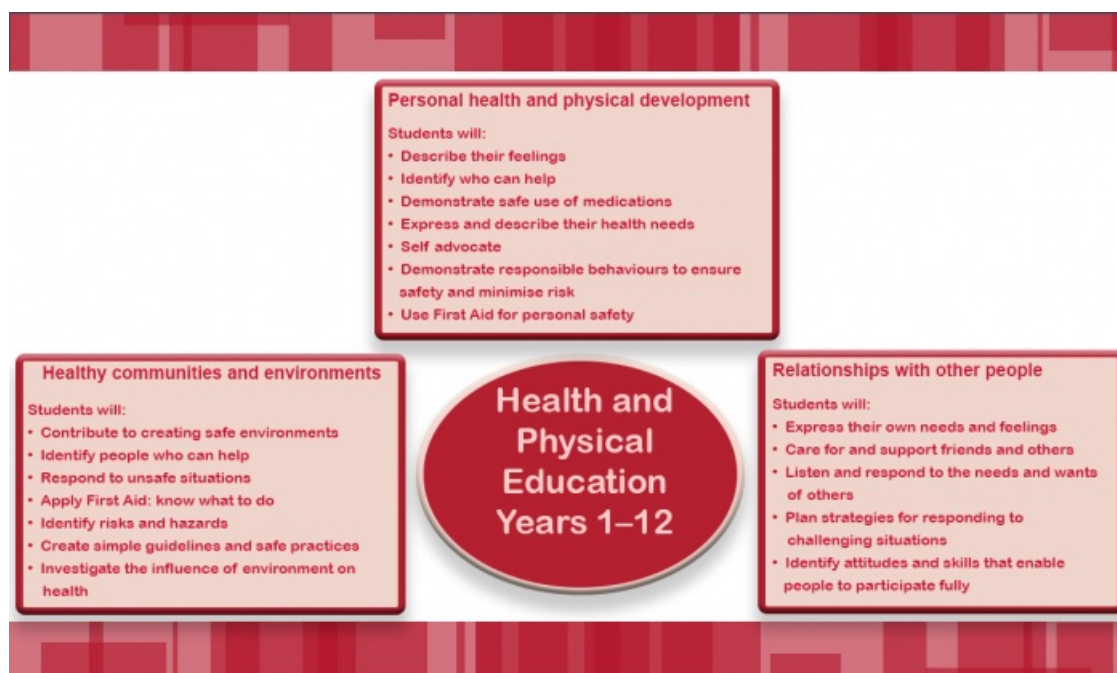 Personal health and physical development
Students will:
• Describe their feelings
• Identify who can help
• Demonstrate safe use of medications
• Express and describe their health needs
• Self advocate
• Demonstrate responsible behaviours to ensure
safety and minimise risk
• Use First Aid for personal safety
Healthy communities and environments
Students will:
• Contribute to creating safe environments
• Identify people who can help
• Respond to unsafe situations
• Apply First Aid: know what to do
• Identify risks and hazards
• Create simple guidelines and safe practices
• Investigate the influence of environment on
health
Health and
Physical
Education
Years 1–12
Relationships with other people
Students will:
• Express their own needs and feelings
• Care for and support friends and others
• Listen and respond to the needs and wants
of others
• Plan strategies for responding to
challenging situations
• Identify attitudes and skills that enable
people to participate fully